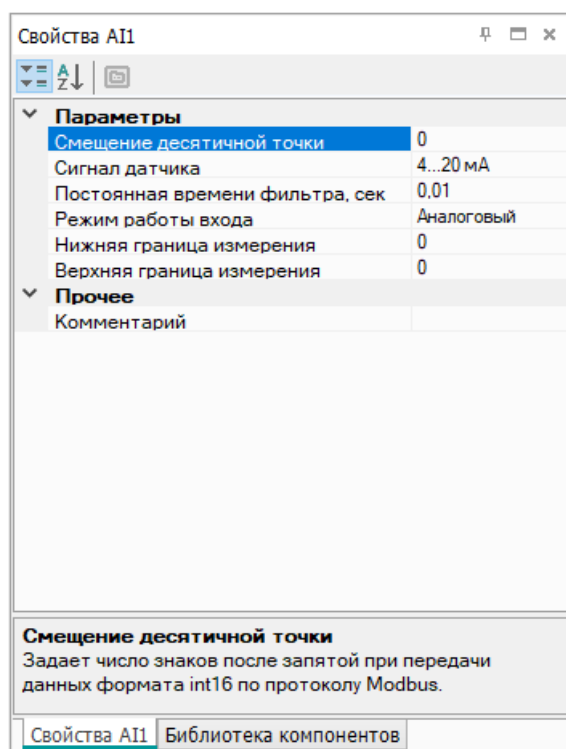 Свойства AI1
Параметры
Смещение десятичной точки 0
Сигнал датчика 4...20 мА
Постоянная времени фильтра, сек 0,01
Режим работы входа Аналоговый
Нижняя граница измерения 0
Верхняя граница измерения 0
Прочее
Комментарий
Смещение десятичной точки
Задает число знаков после запятой при передачи
данных формата int16 по протоколу Modbus.
Свойства AI1 Библиотека компонентов